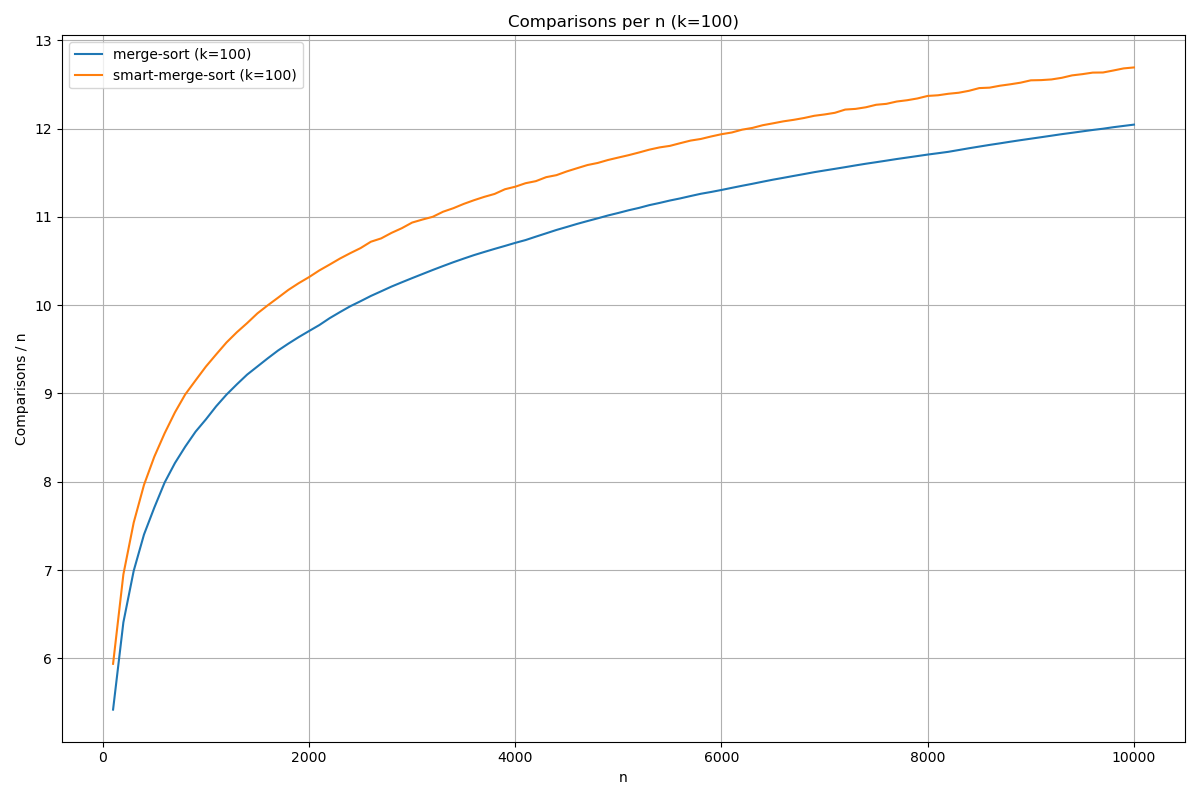 Comparisons per n (k=100)
merge-sort (k=100)
smart-merge-sort (k=100)
Comparisons / n
13
12
11
10
9
8
7
6
0 2000 4000 6000 8000 10000
n